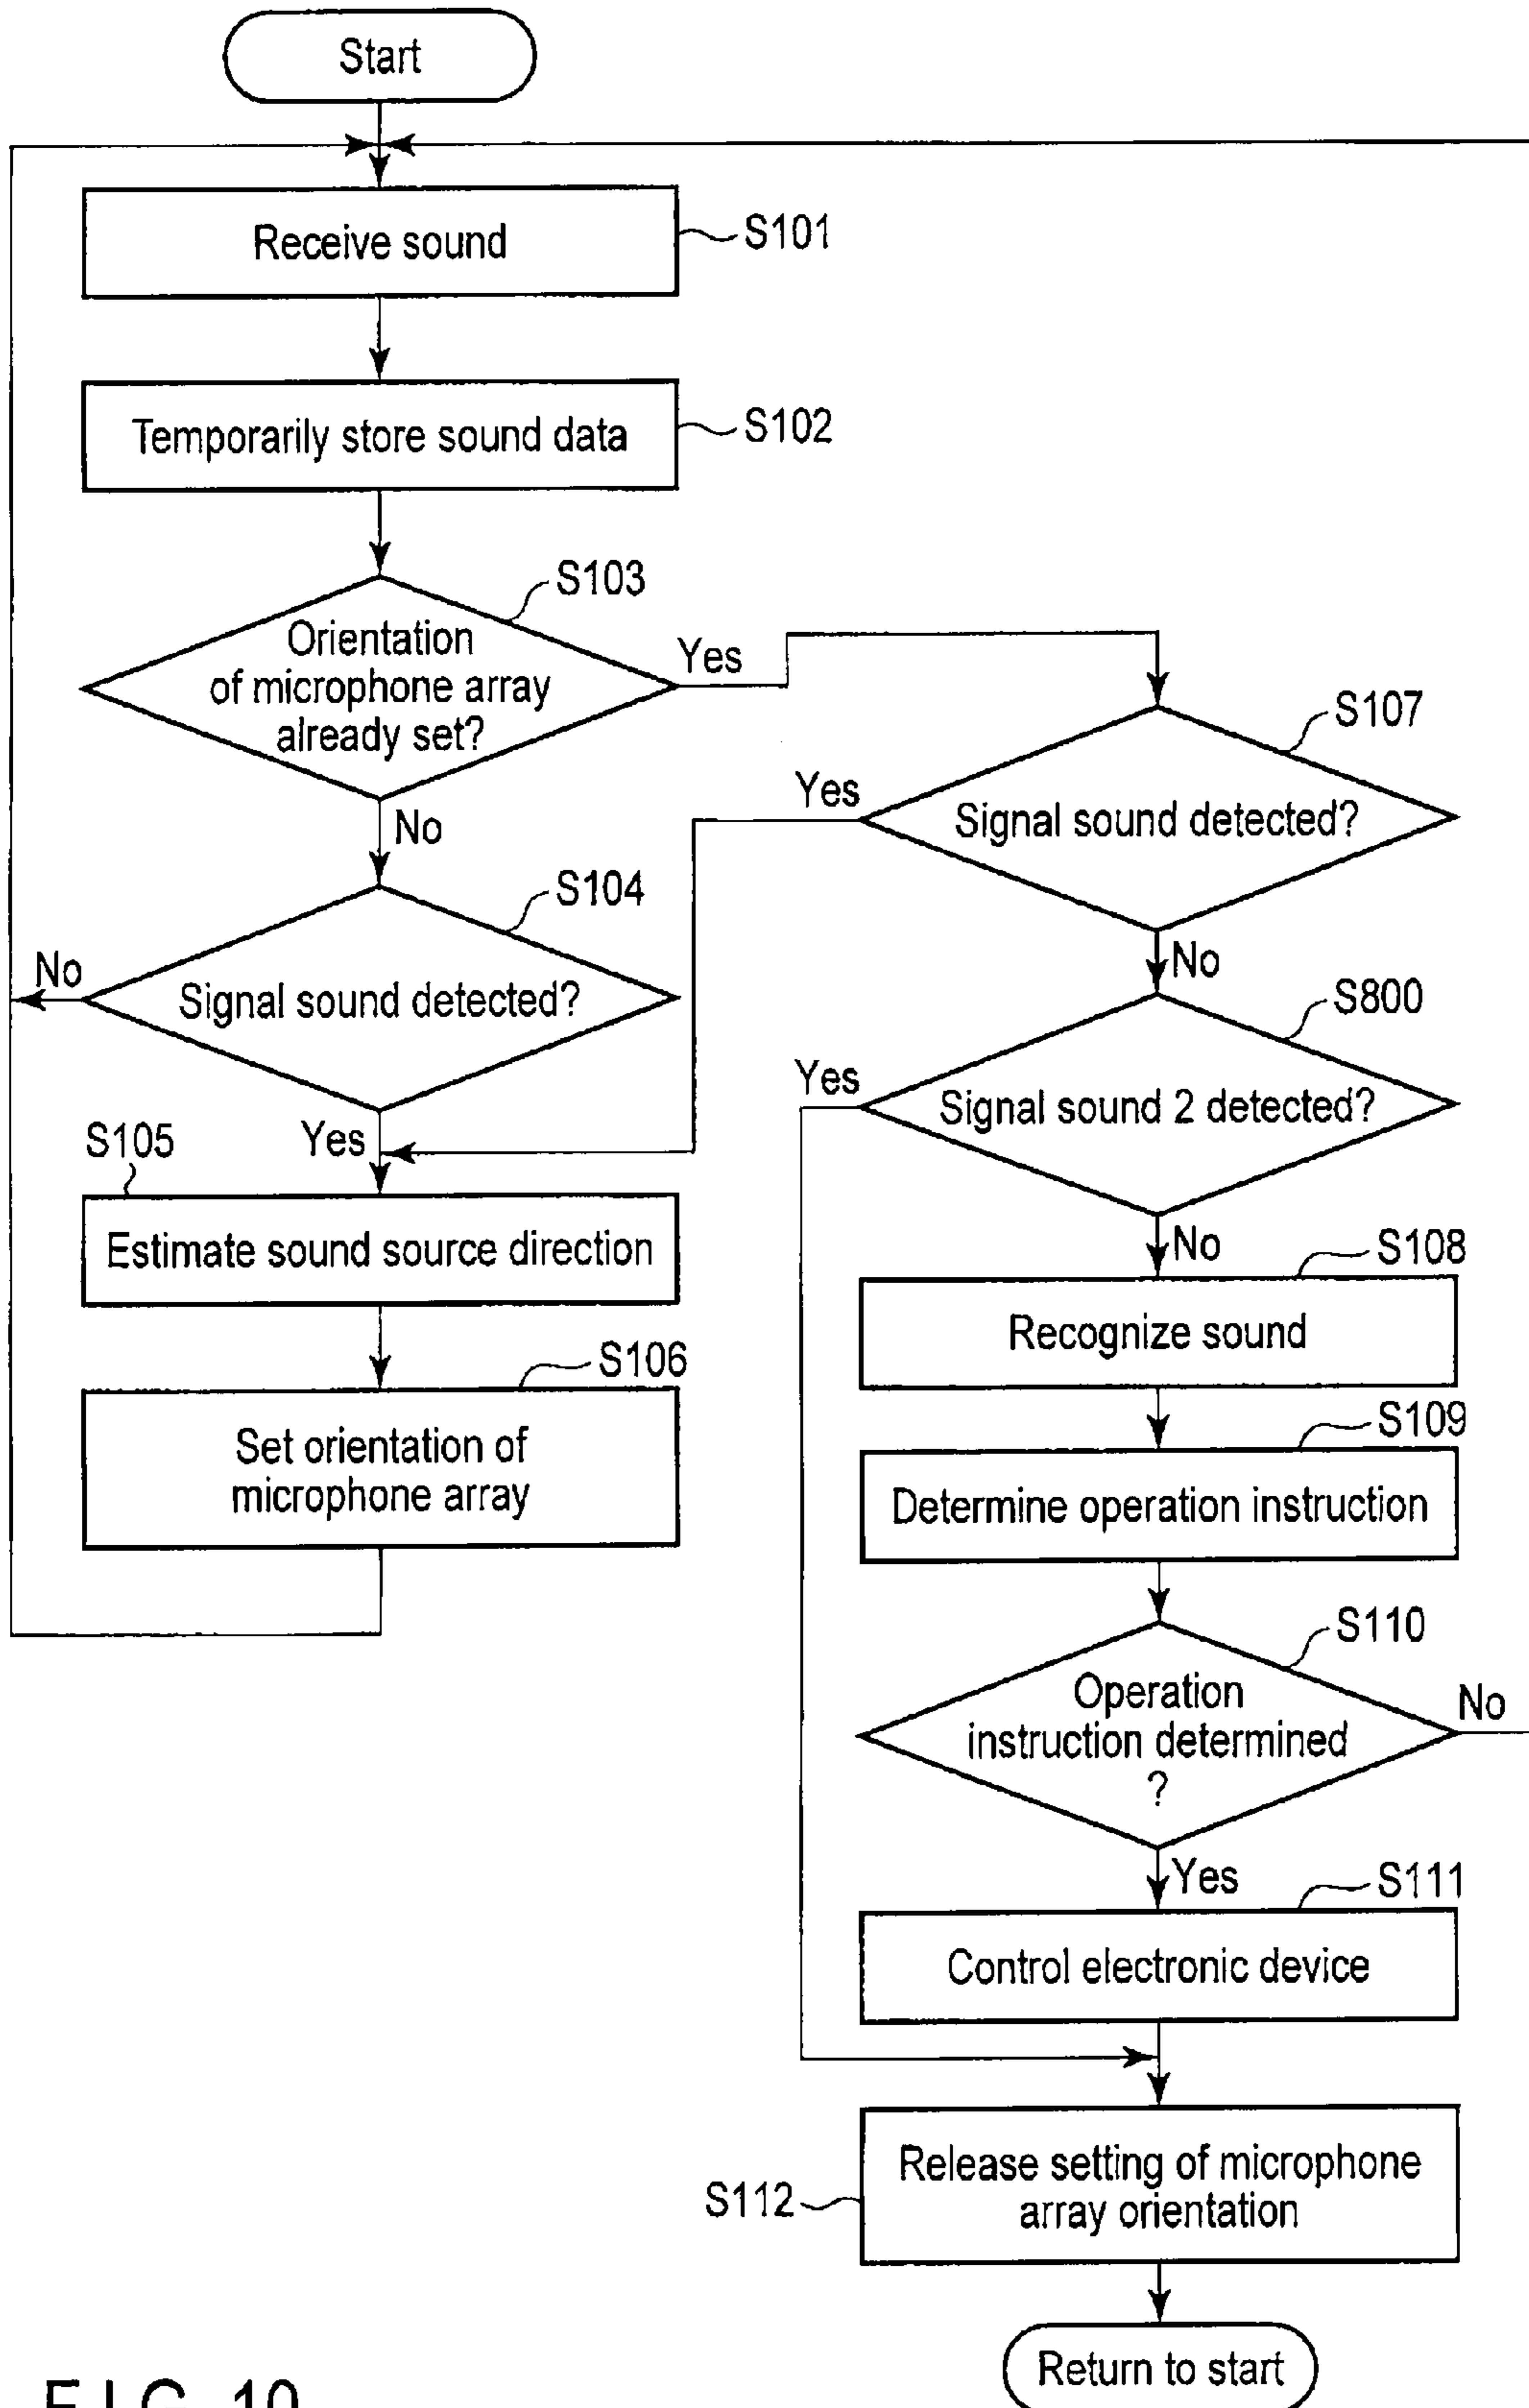 Start
Receive sound
S101
Temporarily store sound data
S102
S103
Orientation
of microphone array
already set?
Yes
No
S107
Signal sound detected?
Yes
No
S104
Signal sound detected?
No
Yes
S800
Signal sound 2 detected?
Yes
No
S105
Estimate sound source direction
S106
Set orientation of
microphone array
S108
Recognize sound
S109
Determine operation instruction
S110
Operation
instruction determined
?
No
Yes
S111
Control electronic device
S112
Release setting of microphone
array orientation
Return to start
FIG. 10